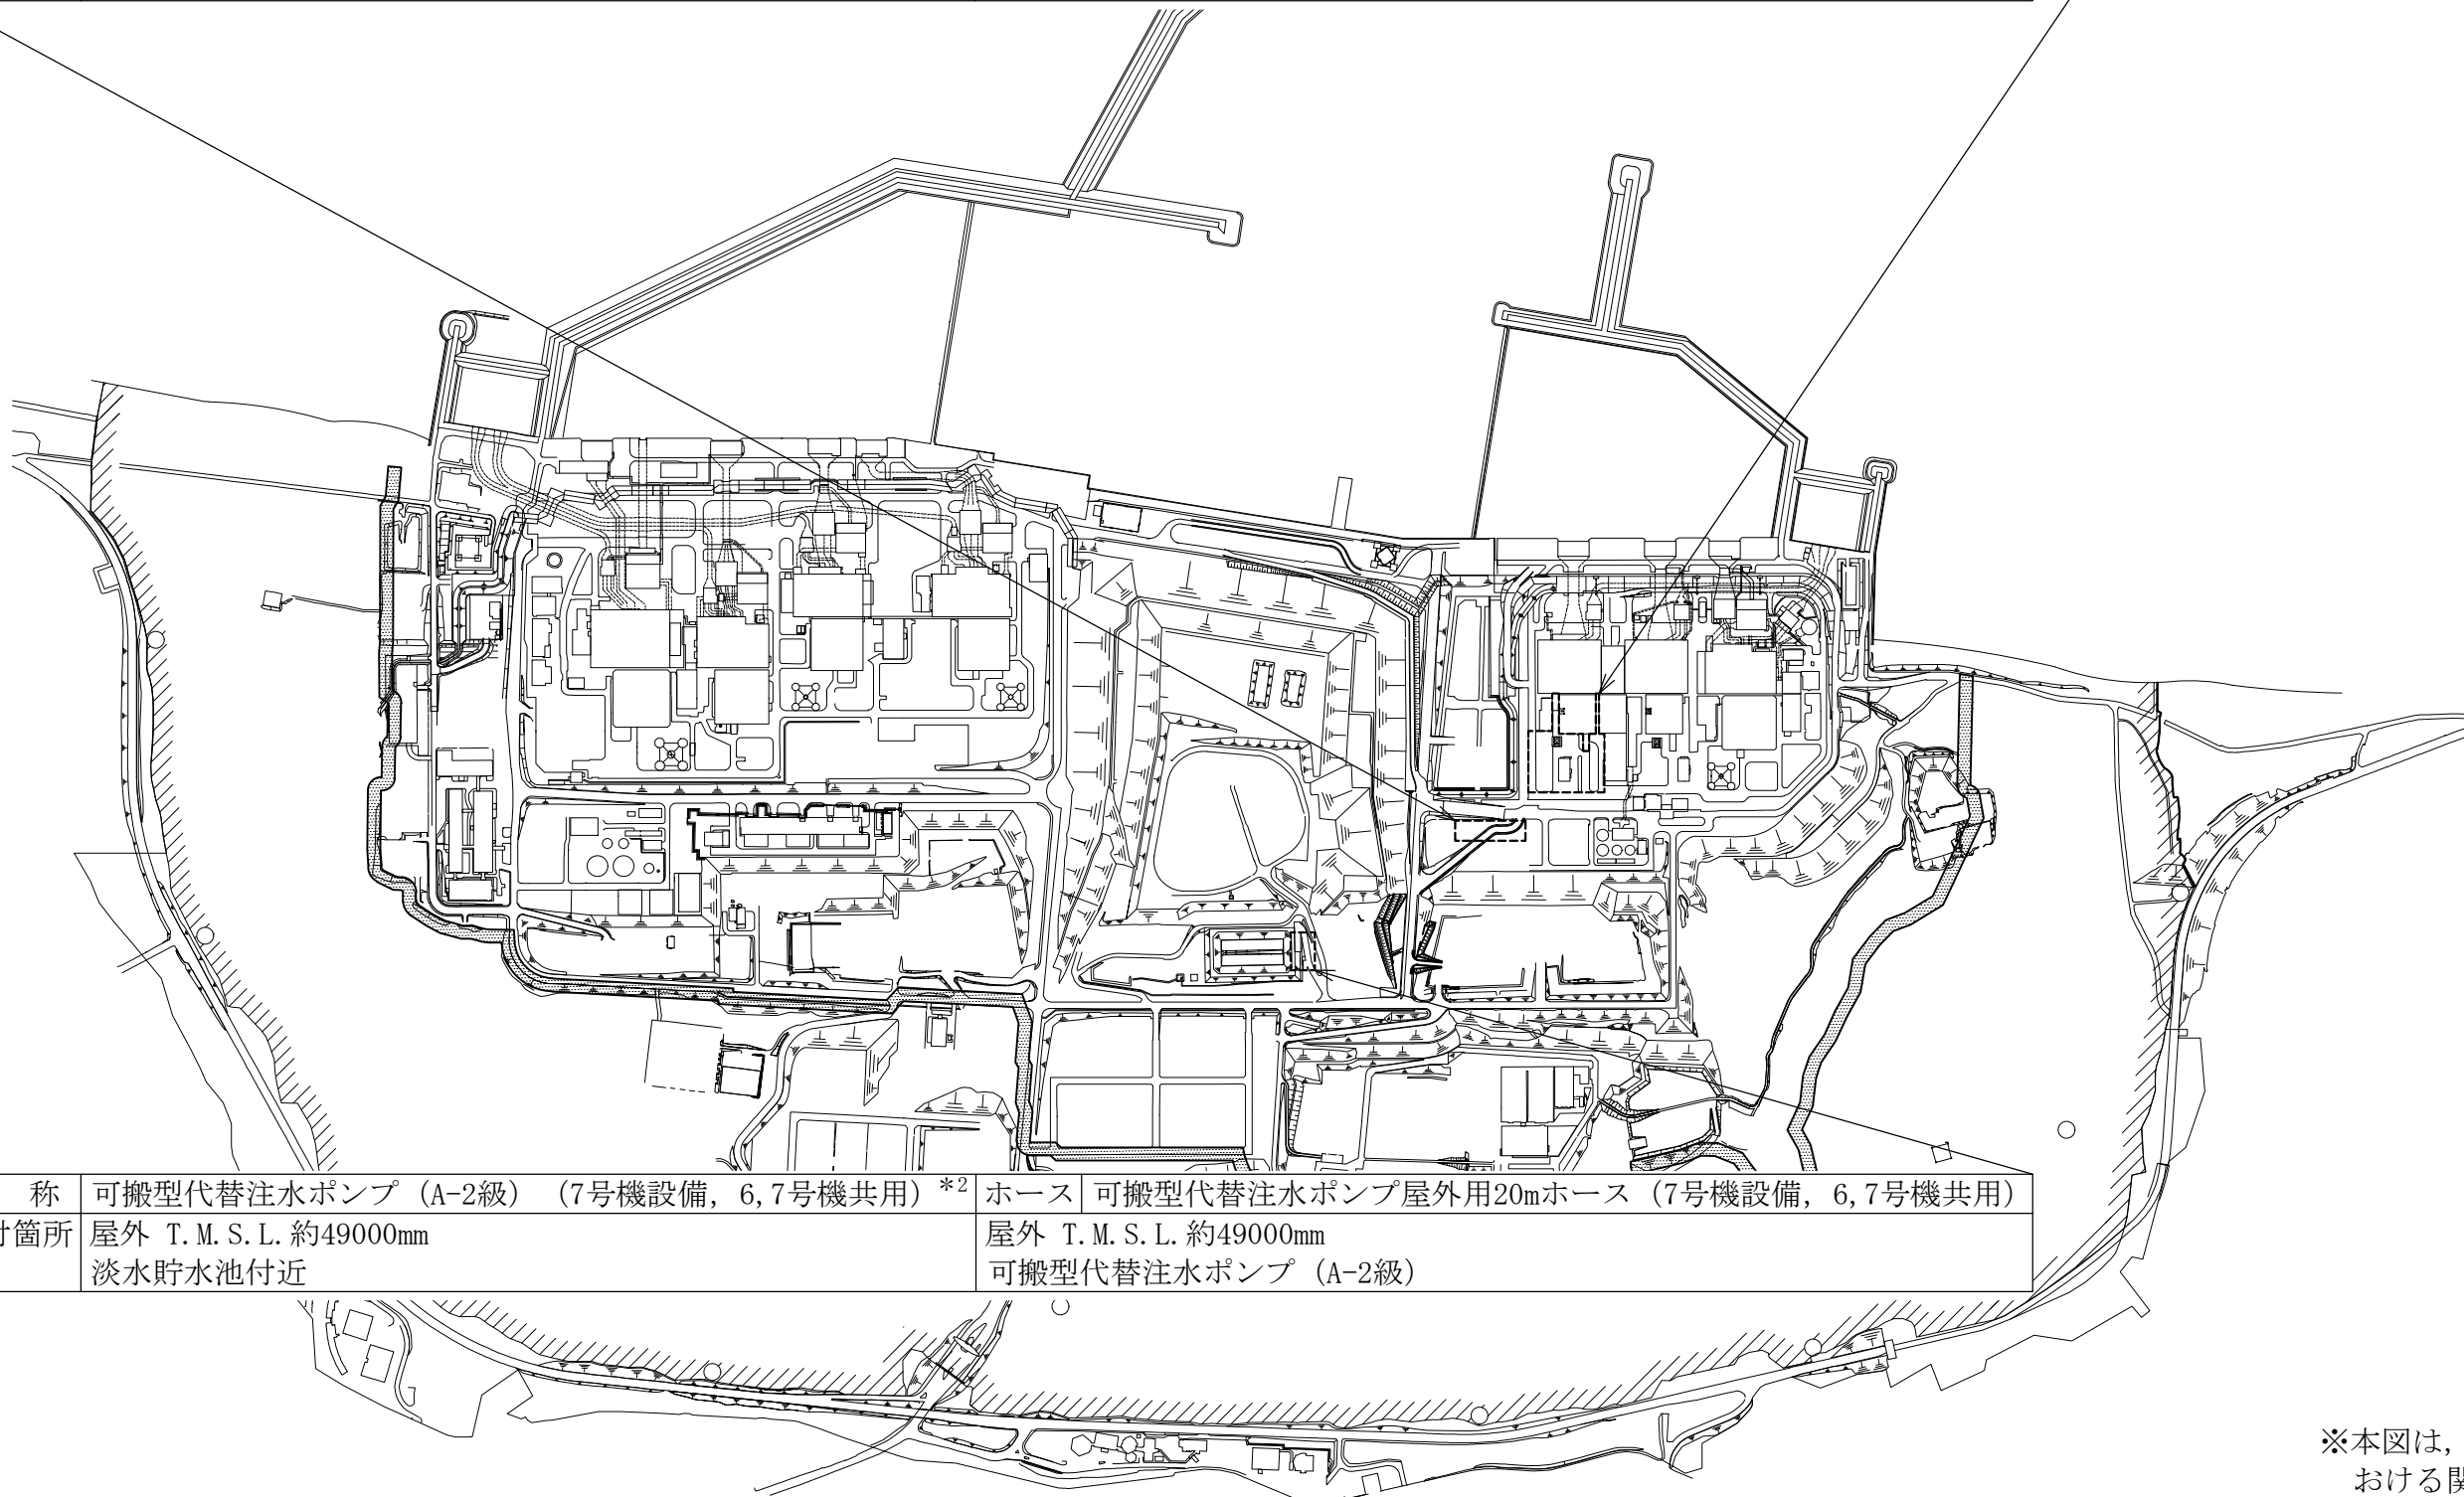 称 可搬型代替注水ポンプ（A-2級）（7号機設備，6,7号機共用）*2 ホース 可搬型代替注水ポンプ屋外用20mホース（7号機設備，6,7号機共用）
付箇所 屋外 T.M.S.L.約49000mm 屋外 T.M.S.L.約49000mm
淡水貯水池付近 可搬型代替注水ポンプ（A-2級）
※本図は，
おける関